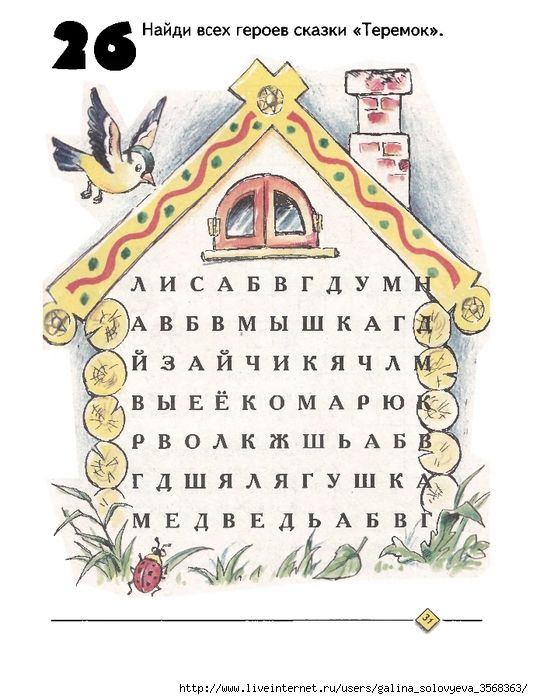 26
Найди всех героев сказки «Теремок».
Л И С А Б В Г Д У М Н
А В Б В М Ы Ш К А Г Д
Й З А Й Ч И К Я Ч Л М
В Ы Е Ё К О М А Р Ю К
Р В О Л К Ж Ш Ь А Б В
Г Д Ш Я Л Я Г У Ш К А
М Е Д В Е Д Ь А Б В Г
31
http://www.liveinternet.ru/users/galina_solovyeva_3568363/